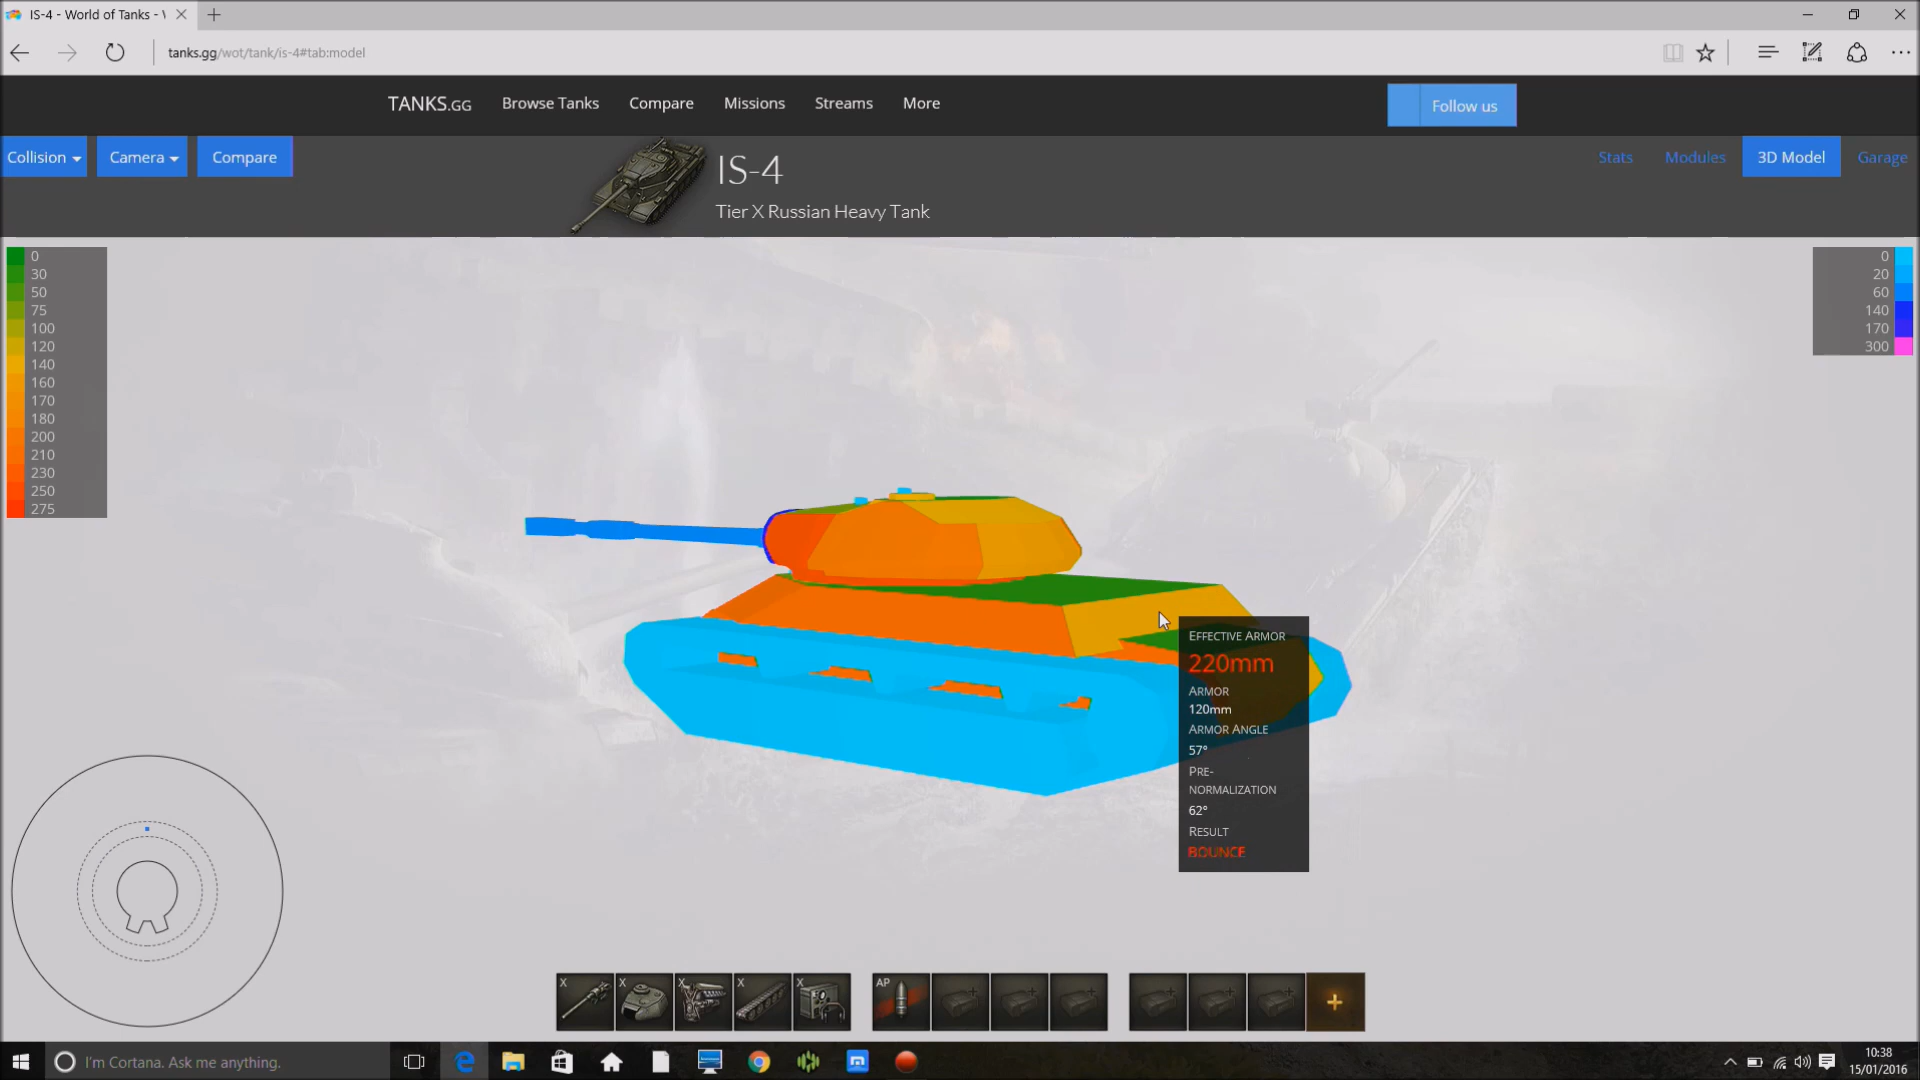 IS-4 - World of Tanks - \
tanks.gg/wot/tank/is-4#tab:model
TANKS.GG Browse Tanks Compare Missions Streams More Follow us
Collision Camera Compare
IS-4
Tier X Russian Heavy Tank
Stats Modules 3D Model Garage
0
30
50
75
100
120
140
160
170
180
200
210
230
250
275
0
20
60
140
170
300
EFFECTIVE ARMOR
220mm
ARMOR
120mm
ARMOR ANGLE
57°
PRE-
NORMALIZATION
62°
RESULT
BOUNCE
X X X X X AP
I'm Cortana. Ask me anything.
10:38
15/01/2016